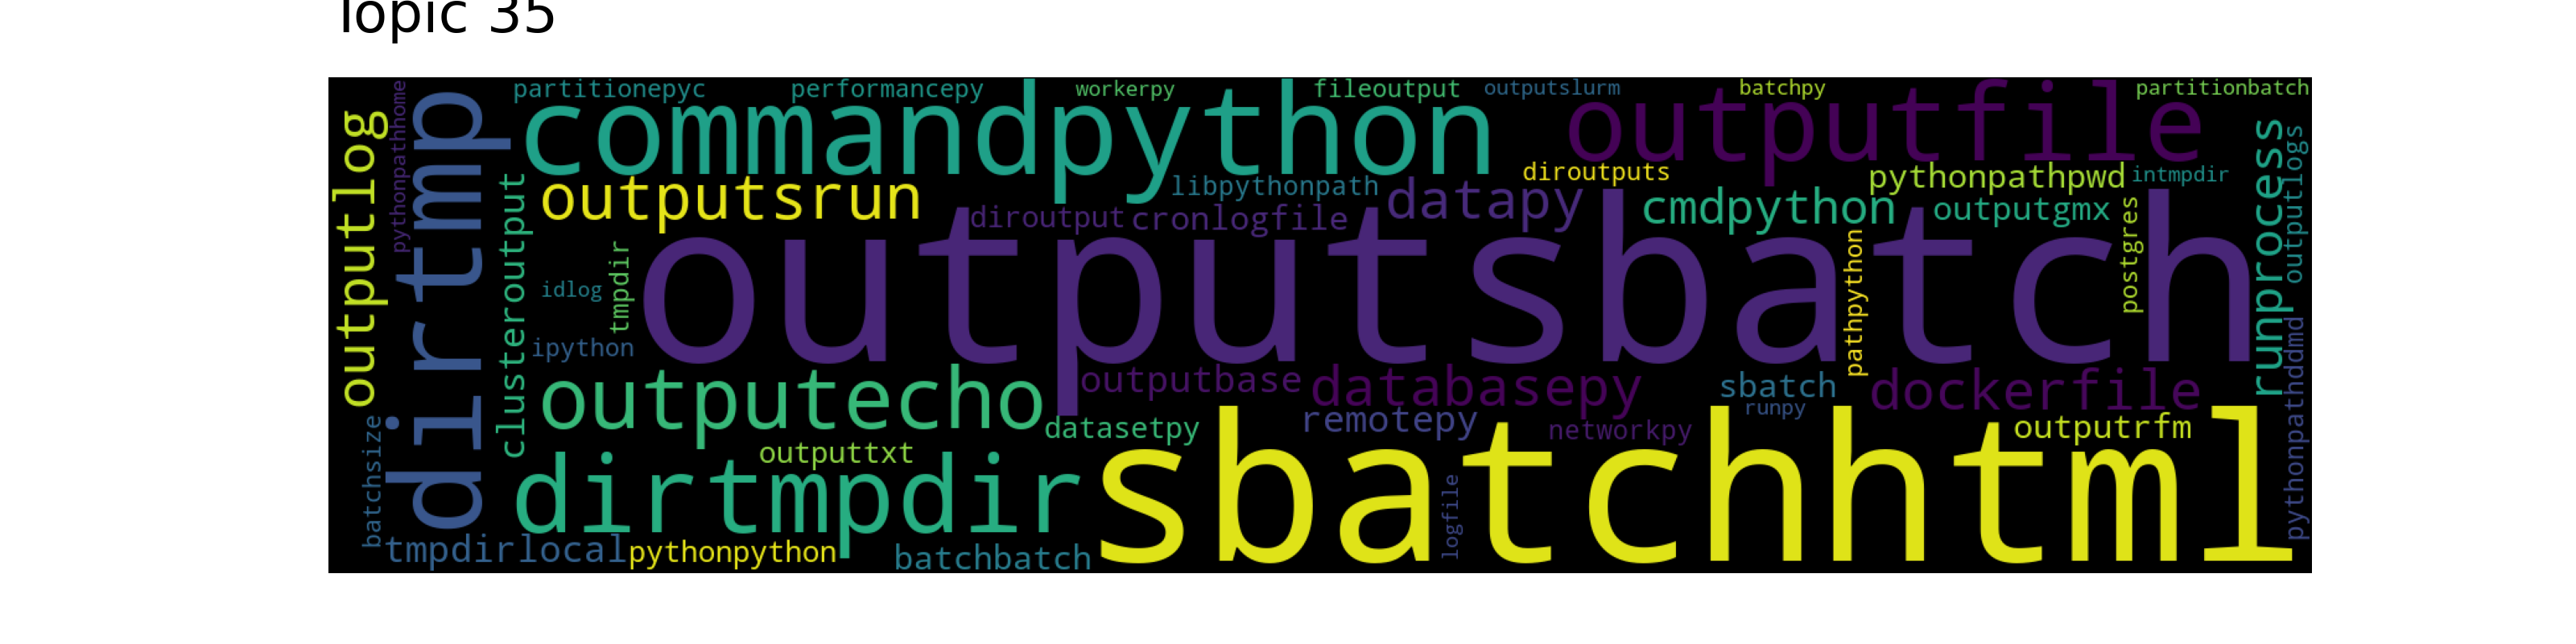 Topic 35
partitionepyc performancepy workerpy fileoutput outputslurm batchpy partitionbatch
outputlog
pythonpathhome
dirtmp
commandpython
outputfile
runprocess
outputlogs
clusteroutput
outputsrun
libpythonpath
datapy
diroutputs
pythonpathpwd
intmpdir
diroutput
cronlogfile
cmdpython
outputgmx
postgres
pathpython
outputsbatch
tmpdir
idlog
ipython
outputecho
outputbase
databasepy
sbatch
runpy
dockerfile
pythonpathddmd
datasetpy
remotepy
networkpy
outputrfm
outputtxt
batchsize
dirtmpdir
sbatchhtml
logfile
tmpdirlocal
pythonpython
batchbatch